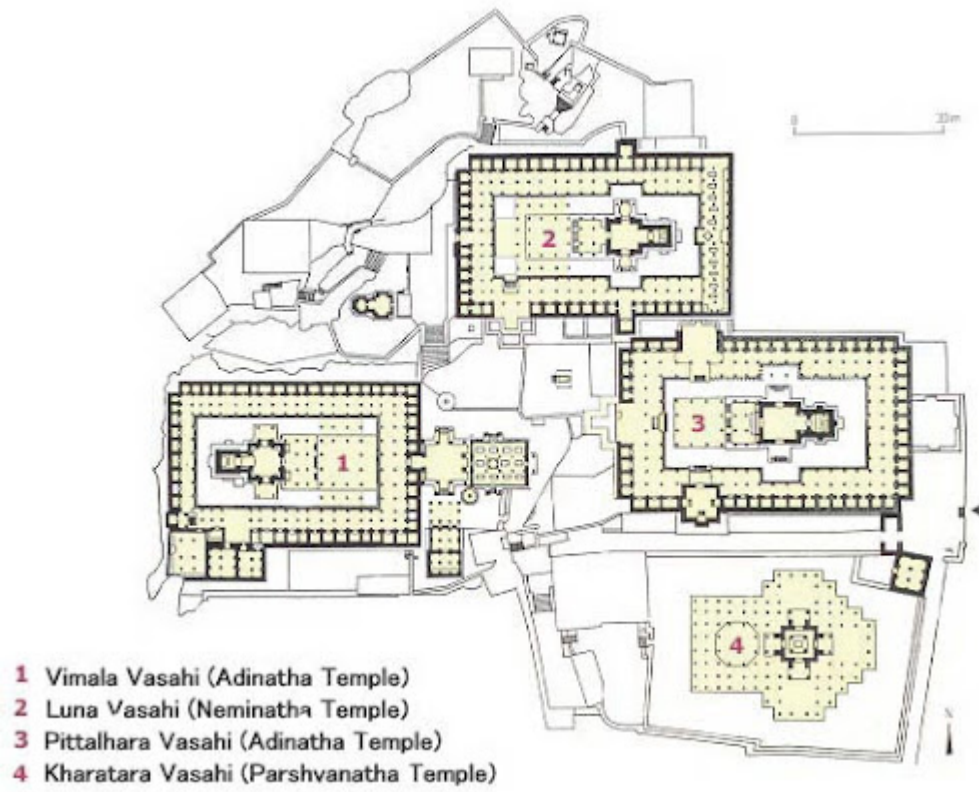 0 20m
2
3
1
4
N
1 Vimala Vasahi (Adinatha Temple)
2 Luna Vasahi (Neminatha Temple)
3 Pittalhara Vasahi (Adinatha Temple)
4 Kharatara Vasahi (Parshvanatha Temple)